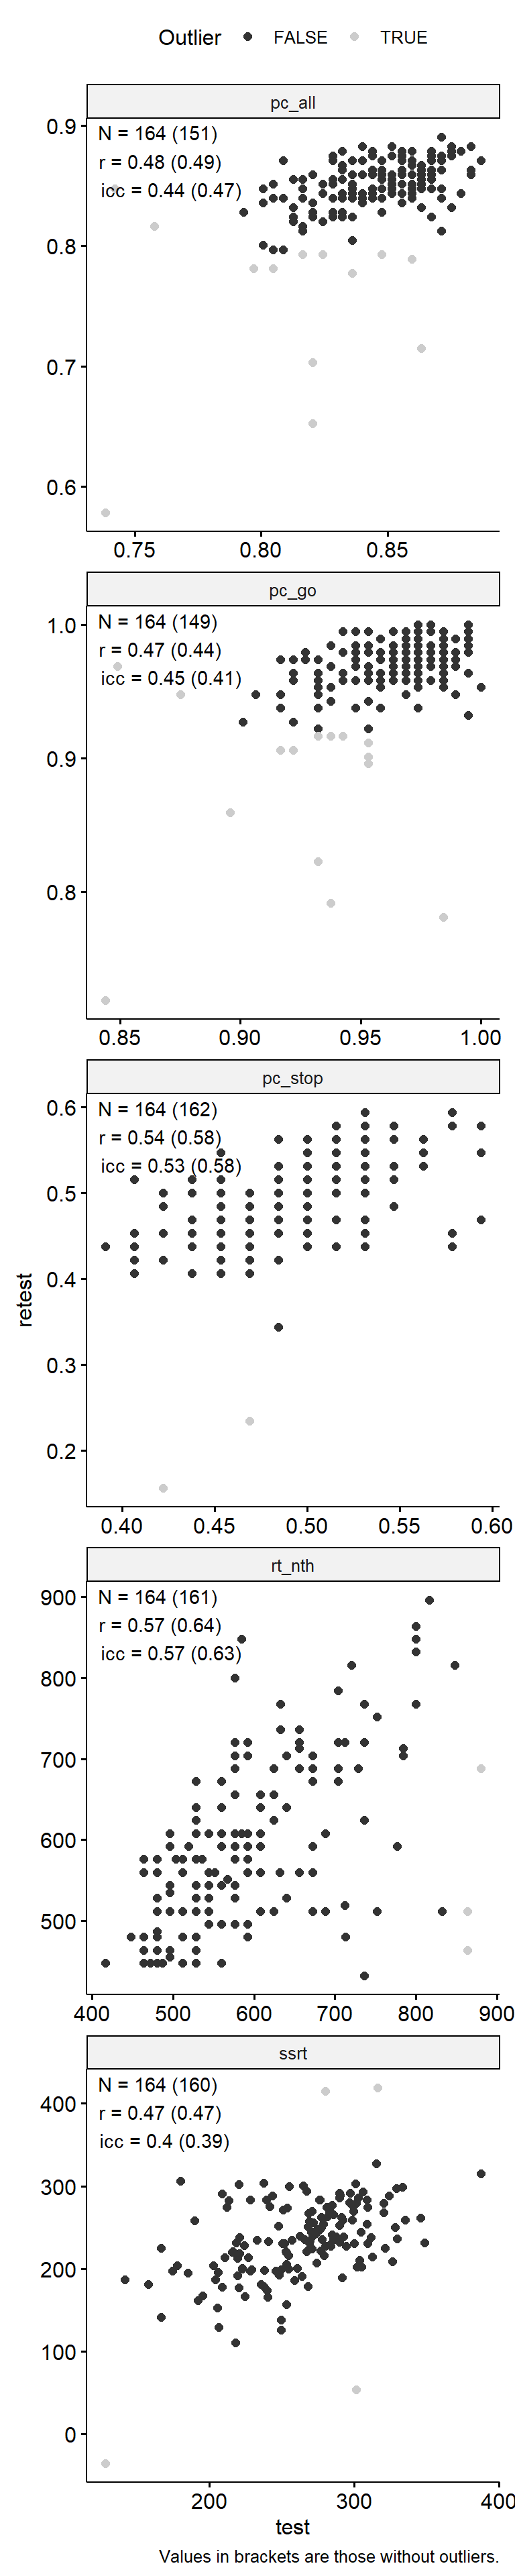 Outlier FALSE TRUE
pc_all
N = 164 (151)
r = 0.48 (0.49)
icc = 0.44 (0.47)
0.9
0.8
0.7
0.6
0.75 0.80 0.85
pc_go
N = 164 (149)
r = 0.47 (0.44)
icc = 0.45 (0.41)
1.0
0.9
0.8
0.85 0.90 0.95 1.00
pc_stop
N = 164 (162)
r = 0.54 (0.58)
icc = 0.53 (0.58)
0.6
0.5
0.4
0.3
0.2
retest
0.40 0.45 0.50 0.55 0.60
rt_nth
N = 164 (161)
r = 0.57 (0.64)
icc = 0.57 (0.63)
900
800
700
600
500
400 500 600 700 800 900
ssrt
N = 164 (160)
r = 0.47 (0.47)
icc = 0.4 (0.39)
400
300
200
100
0
200 300 400
test
Values in brackets are those without outliers.